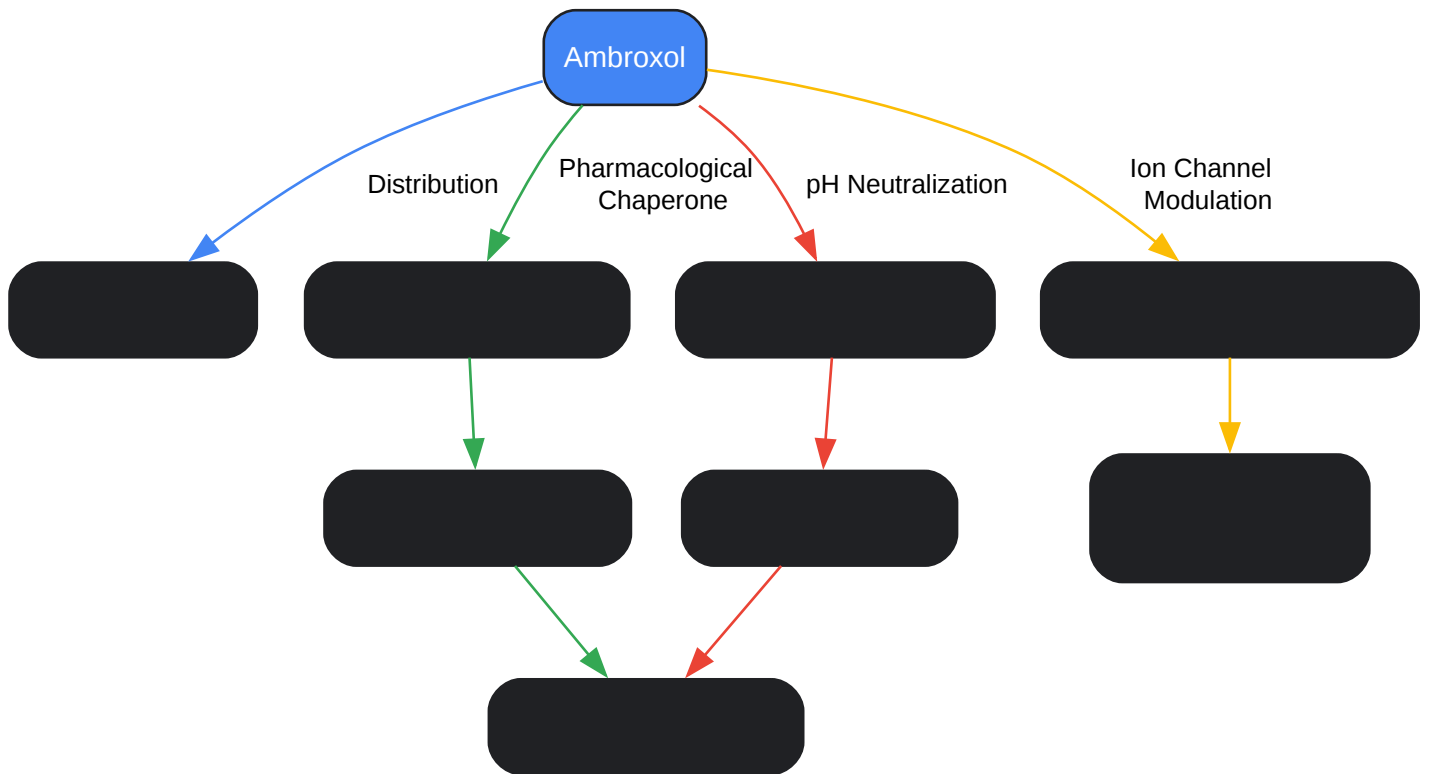 Ambroxol
Distribution
Pharmacological
Chaperone
pH Neutralization
Ion Channel
Modulation